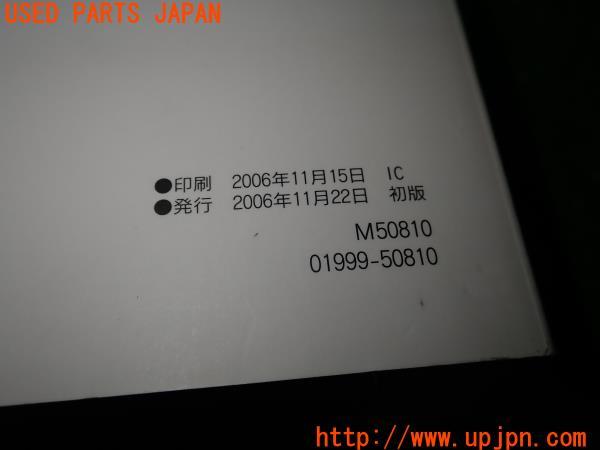 USED PARTS JAPAN
●印刷 2006年11月15日 IC
●発行 2006年11月22日 初版
M50810
01999-50810
http://www.upjpn.com/